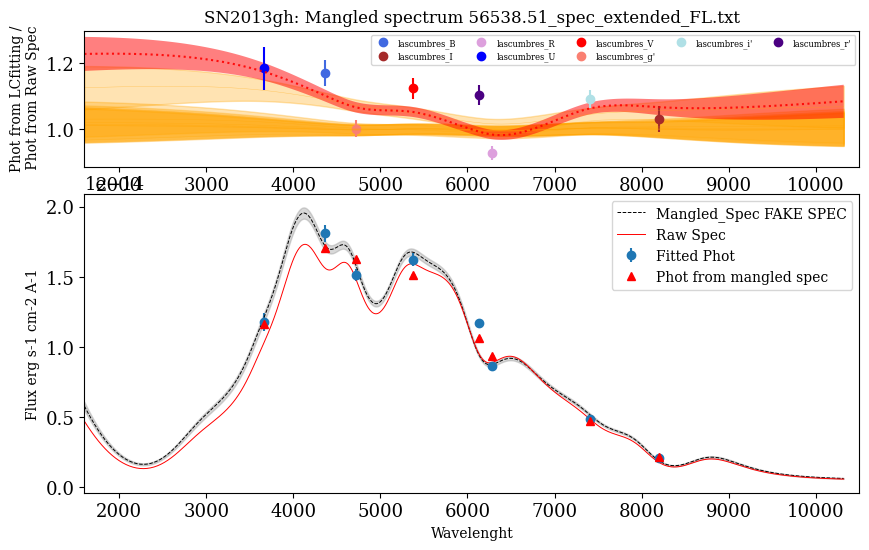 SN2013gh: Mangled spectrum 56538.51_spec_extended_FL.txt
Phot from LCfitting /
Phot from Raw Spec
1.2
1.0
lascumbres_B
lascumbres_R
lascumbres_V
lascumbres_i'
lascumbres_r'
lascumbres_I
lascumbres_U
lascumbres_g'
2000 3000 4000 5000 6000 7000 8000 9000 10000
1e−14
Flux erg s-1 cm-2 A-1
2.0
1.5
1.0
0.5
0.0
Mangled_Spec FAKE SPEC
Raw Spec
Fitted Phot
Phot from mangled spec
2000 3000 4000 5000 6000 7000 8000 9000 10000
Wavelenght